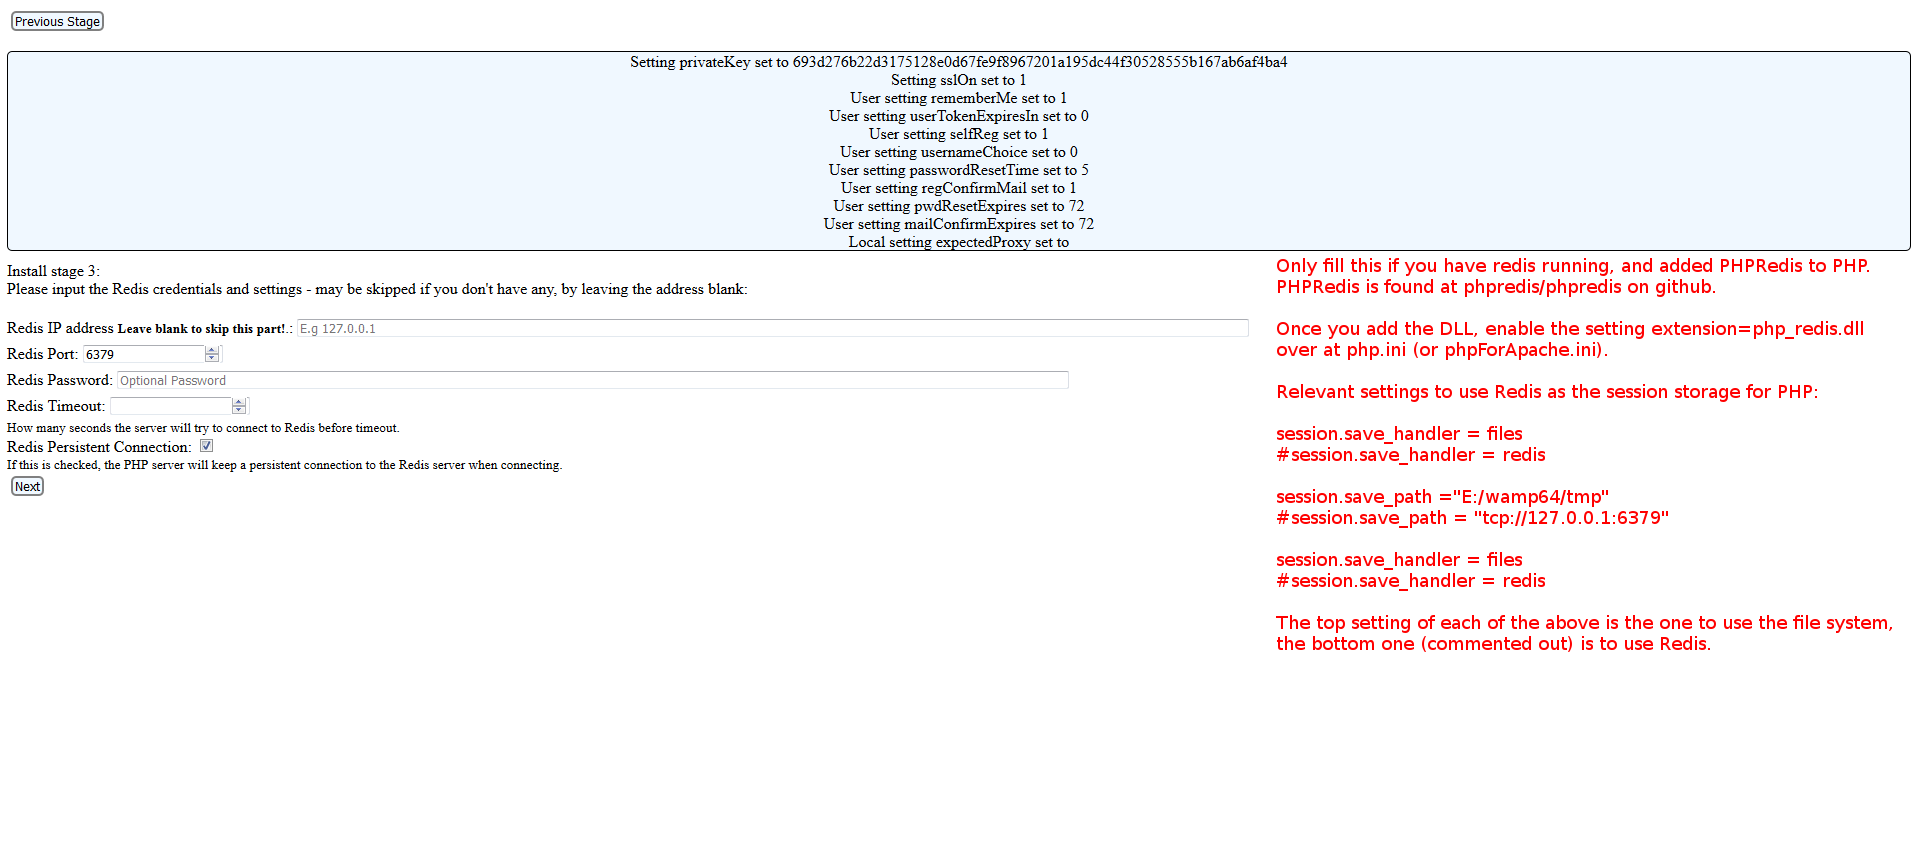 Previous Stage
Setting privateKey set to 693d276b22d3175128e0d67fe9f8967201a195dc44f30528555b167ab6af4ba4
Setting sslOn set to 1
User setting rememberMe set to 1
User setting userTokenExpiresIn set to 0
User setting selfReg set to 1
User setting usernameChoice set to 0
User setting passwordResetTime set to 5
User setting regConfirmMail set to 1
User setting pwdResetExpires set to 72
User setting mailConfirmExpires set to 72
Local setting expectedProxy set to
Install stage 3:
Please input the Redis credentials and settings - may be skipped if you don't have any, by leaving the address blank:
Redis IP address Leave blank to skip this part!.: E.g 127.0.0.1
Redis Port: 6379
Redis Password: Optional Password
Redis Timeout:
How many seconds the server will try to connect to Redis before timeout.
Redis Persistent Connection:
If this is checked, the PHP server will keep a persistent connection to the Redis server when connecting.
Next
Only fill this if you have redis running, and added PHPRedis to PHP.
PHPRedis is found at phpredis/phpredis on github.
Once you add the DLL, enable the setting extension=php_redis.dll
over at php.ini (or phpForApache.ini).
Relevant settings to use Redis as the session storage for PHP:
session.save_handler = files
#session.save_handler = redis
session.save_path ="E:/wamp64/tmp"
#session.save_path = "tcp://127.0.0.1:6379"
session.save_handler = files
#session.save_handler = redis
The top setting of each of the above is the one to use the file system,
the bottom one (commented out) is to use Redis.